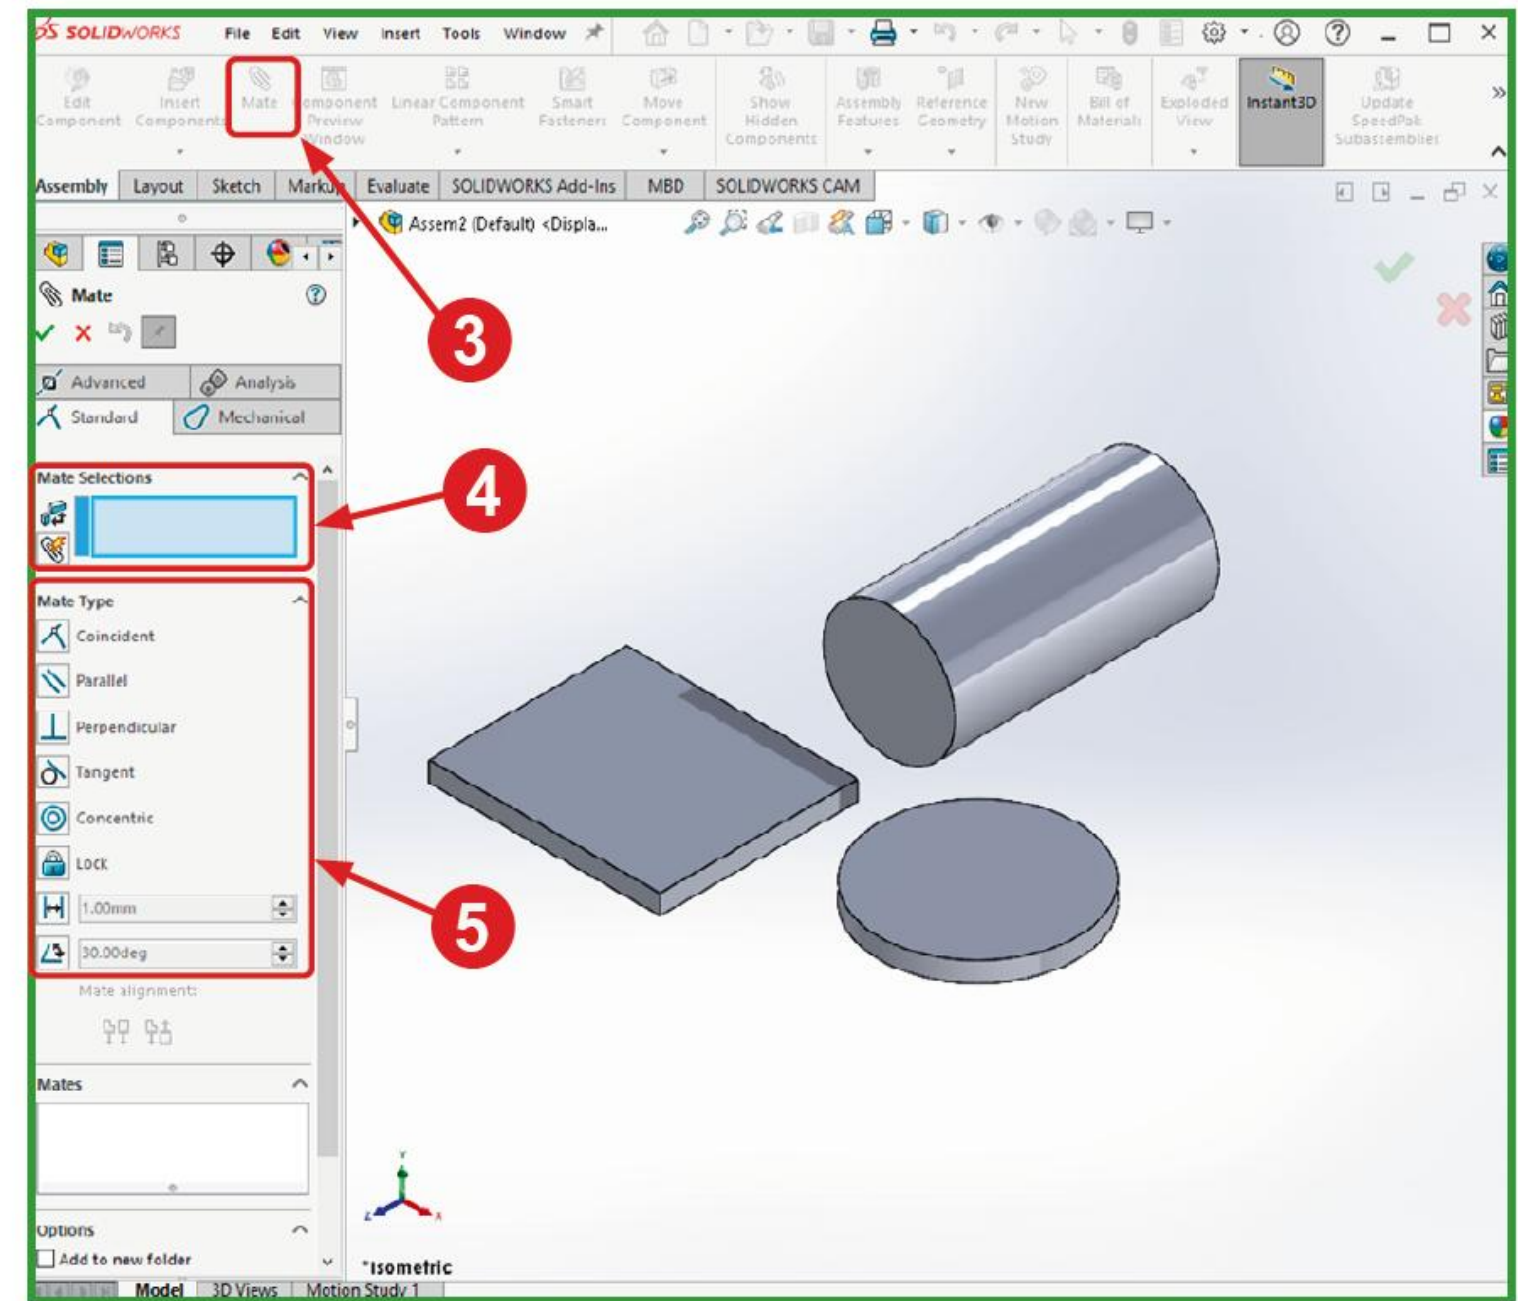 SOLIDWORKS File Edit View Insert Tools Window
Edit Component
Insert Components
Mate
Component Preview Window
Linear Component Pattern
Smart Fasteners
Move Component
Show Hidden Components
Assembly Features
Reference Geometry
New Motion Study
Bill of Materials
Exploded View
Instant3D
Update SpeedPak Subassemblies
Assembly Layout Sketch Markup Evaluate SOLIDWORKS Add-Ins MBD SOLIDWORKS CAM
Assem2 (Default) <Displa...
Mate
3
Advanced Analysis
Standard Mechanical
Mate Selections
4
Mate Type
Coincident
Parallel
Perpendicular
Tangent
Concentric
Lock
1.00mm
5
30.00deg
Mate alignment:
Mates
Y
Z X
Options
Add to new folder
*Isometric
Model 3D Views Motion Study 1